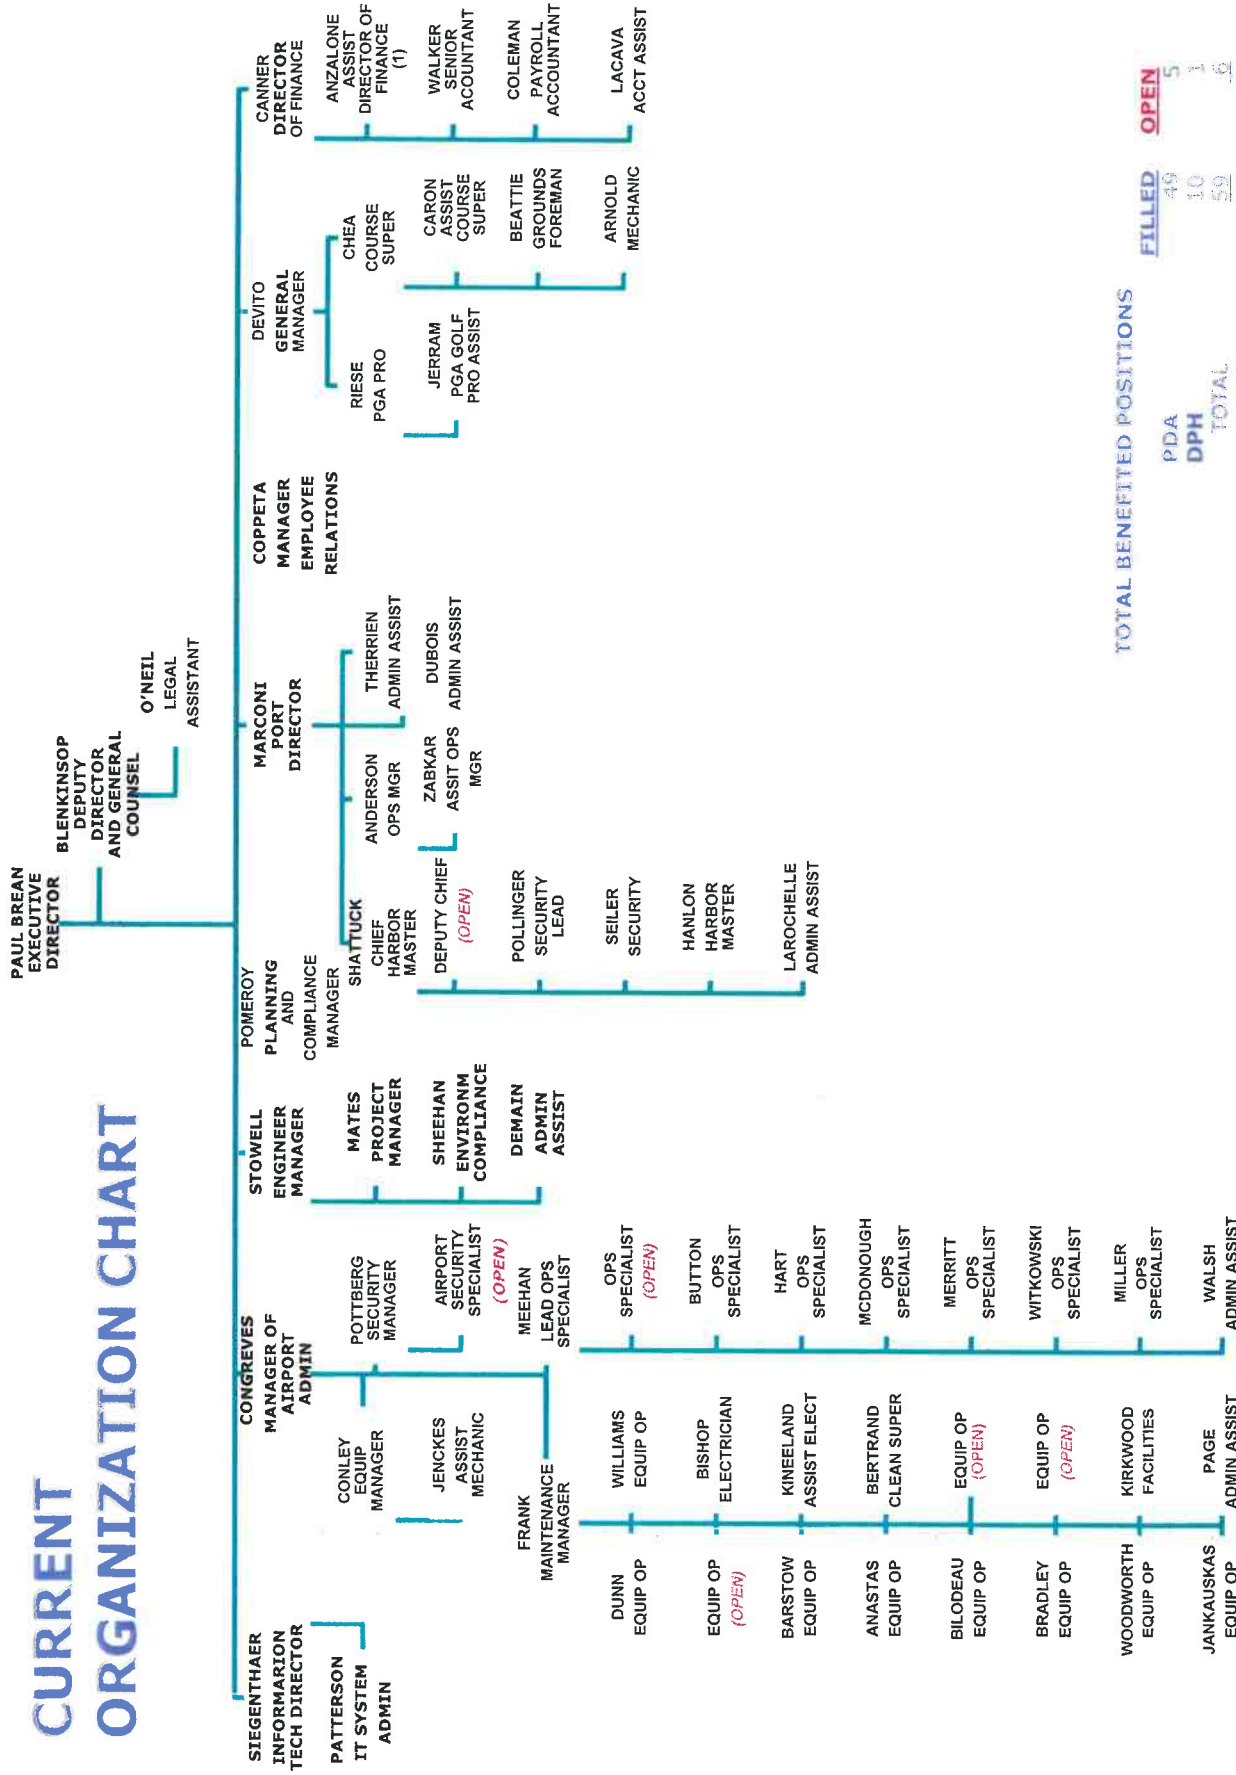 CURRENT
ORGANIZATION CHART
PAUL BREAN
EXECUTIVE
DIRECTOR
BLENKINSOP
DEPUTY
DIRECTOR
AND GENERAL
COUNSEL
O'NEIL
LEGAL
ASSISTANT
SIEGENTHAER
INFORMARION
TECH DIRECTOR
PATTERSON
IT SYSTEM
ADMIN
CONGREVES
MANAGER OF
AIRPORT
ADMIN
CONLEY
EQUIP
MANAGER
JENCKES
ASSIST
MECHANIC
POTTBERG
SECURITY
MANAGER
AIRPORT
SECURITY
SPECIALIST
(OPEN)
FRANK
MAINTENANCE
MANAGER
DUNN
EQUIP OP
WILLIAMS
EQUIP OP
EQUIP OP
(OPEN)
BISHOP
ELECTRICIAN
BARSTOW
EQUIP OP
KINEELAND
ASSIST ELECT
ANASTAS
EQUIP OP
BERTRAND
CLEAN SUPER
BILODEAU
EQUIP OP
EQUIP OP
(OPEN)
BRADLEY
EQUIP OP
EQUIP OP
(OPEN)
WOODWORTH
EQUIP OP
KIRKWOOD
FACILITIES
JANKAUSKAS
EQUIP OP
PAGE
ADMIN ASSIST
MEEHAN
LEAD OPS
SPECIALIST
OPS
SPECIALIST
(OPEN)
BUTTON
OPS
SPECIALIST
HART
OPS
SPECIALIST
MCDONOUGH
OPS
SPECIALIST
MERRITT
OPS
SPECIALIST
WITKOWSKI
OPS
SPECIALIST
MILLER
OPS
SPECIALIST
WALSH
ADMIN ASSIST
STOWELL
ENGINEER
MANAGER
MATES
PROJECT
MANAGER
SHEEHAN
ENVIRONM
COMPLIANCE
DEMAIN
ADMIN
ASSIST
POMEROY
PLANNING
AND
COMPLIANCE
MANAGER
MARCONI
PORT
DIRECTOR
SHATTUCK
CHIEF
HARBOR
MASTER
DEPUTY CHIEF
(OPEN)
POLLINGER
SECURITY
LEAD
SEILER
SECURITY
HANLON
HARBOR
MASTER
LAROCHELLE
ADMIN ASSIST
ANDERSON
OPS MGR
ZABKAR
ASSIT OPS
MGR
THERRIEN
ADMIN ASSIST
DUBOIS
ADMIN ASSIST
COPPETA
MANAGER
EMPLOYEE
RELATIONS
DEVITO
GENERAL
MANAGER
RIESE
PGA PRO
JERRAM
PGA GOLF
PRO ASSIST
CHEA
COURSE
SUPER
CARON
ASSIST
COURSE
SUPER
BEATTIE
GROUNDS
FOREMAN
ARNOLD
MECHANIC
CANNER
DIRECTOR
OF FINANCE
ANZALONE
ASSIST
DIRECTOR OF
FINANCE
(1)
WALKER
SENIOR
ACOUNTANT
COLEMAN
PAYROLL
ACCOUNTANT
LACAVA
ACCT ASSIST
TOTAL BENEFITED POSITIONS
FILLED OPEN
PDA 49 5
DPH 10 1
TOTAL 59 6